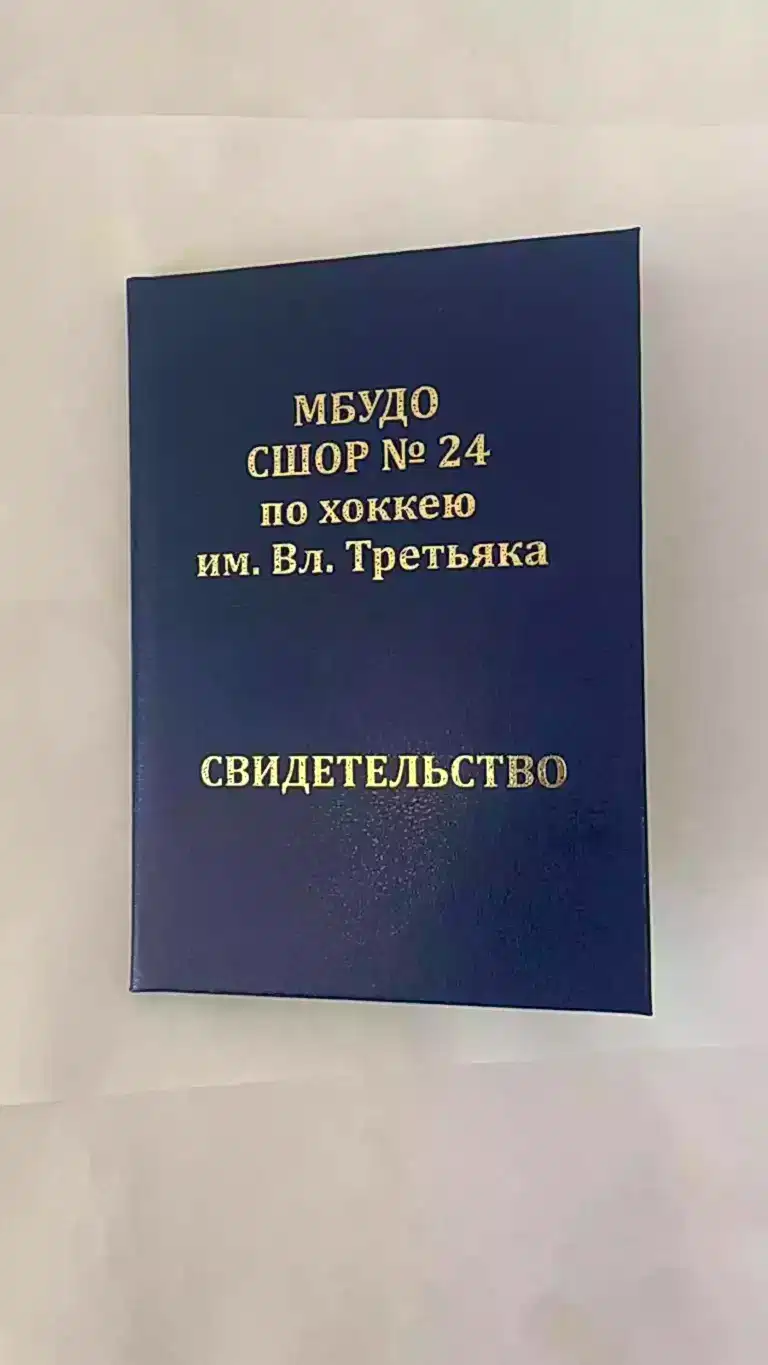 МБУДО
СШОР № 24
по хоккею
им. Вл. Третьяка
СВИДЕТЕЛЬСТВО